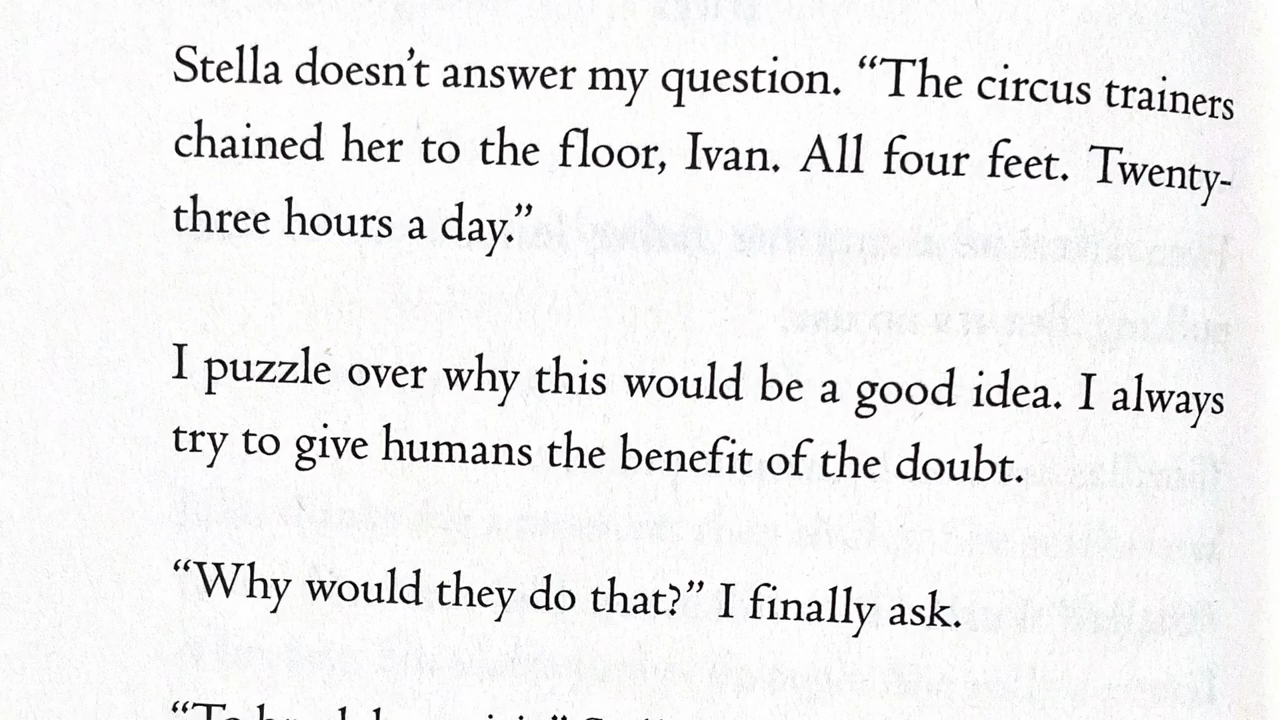 Stella doesn’t answer my question. “The circus trainers
chained her to the floor, Ivan. All four feet. Twenty-
three hours a day.”
I puzzle over why this would be a good idea. I always
try to give humans the benefit of the doubt.
“Why would they do that?” I finally ask.
“To